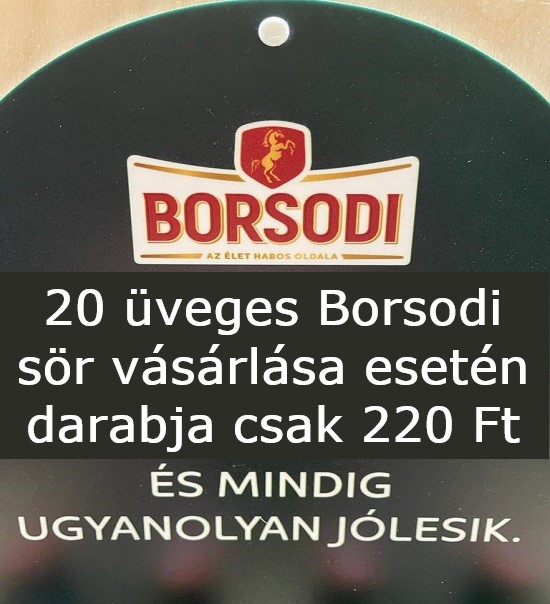 BORSODI
AZ ÉLET HABOS OLDALA
20 üveges Borsodi
sör vásárlása esetén
darabja csak 220 Ft
ÉS MINDIG
UGYANOLYAN JÓLESIK.